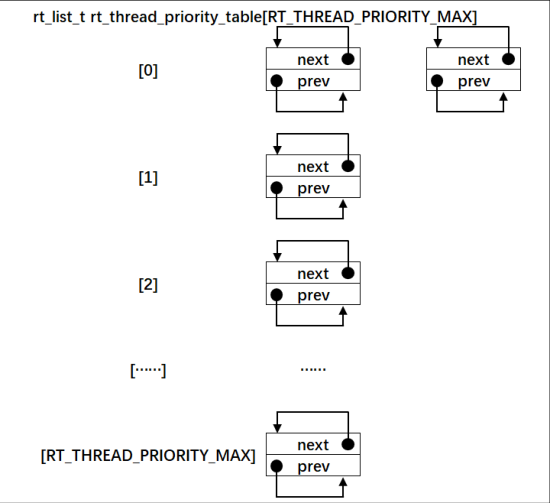 rt_list_t rt_thread_priority_table[RT_THREAD_PRIORITY_MAX]
[0] next next
prev prev
[1] next
prev
[2] next
prev
[······] ······
[RT_THREAD_PRIORITY_MAX] next
prev